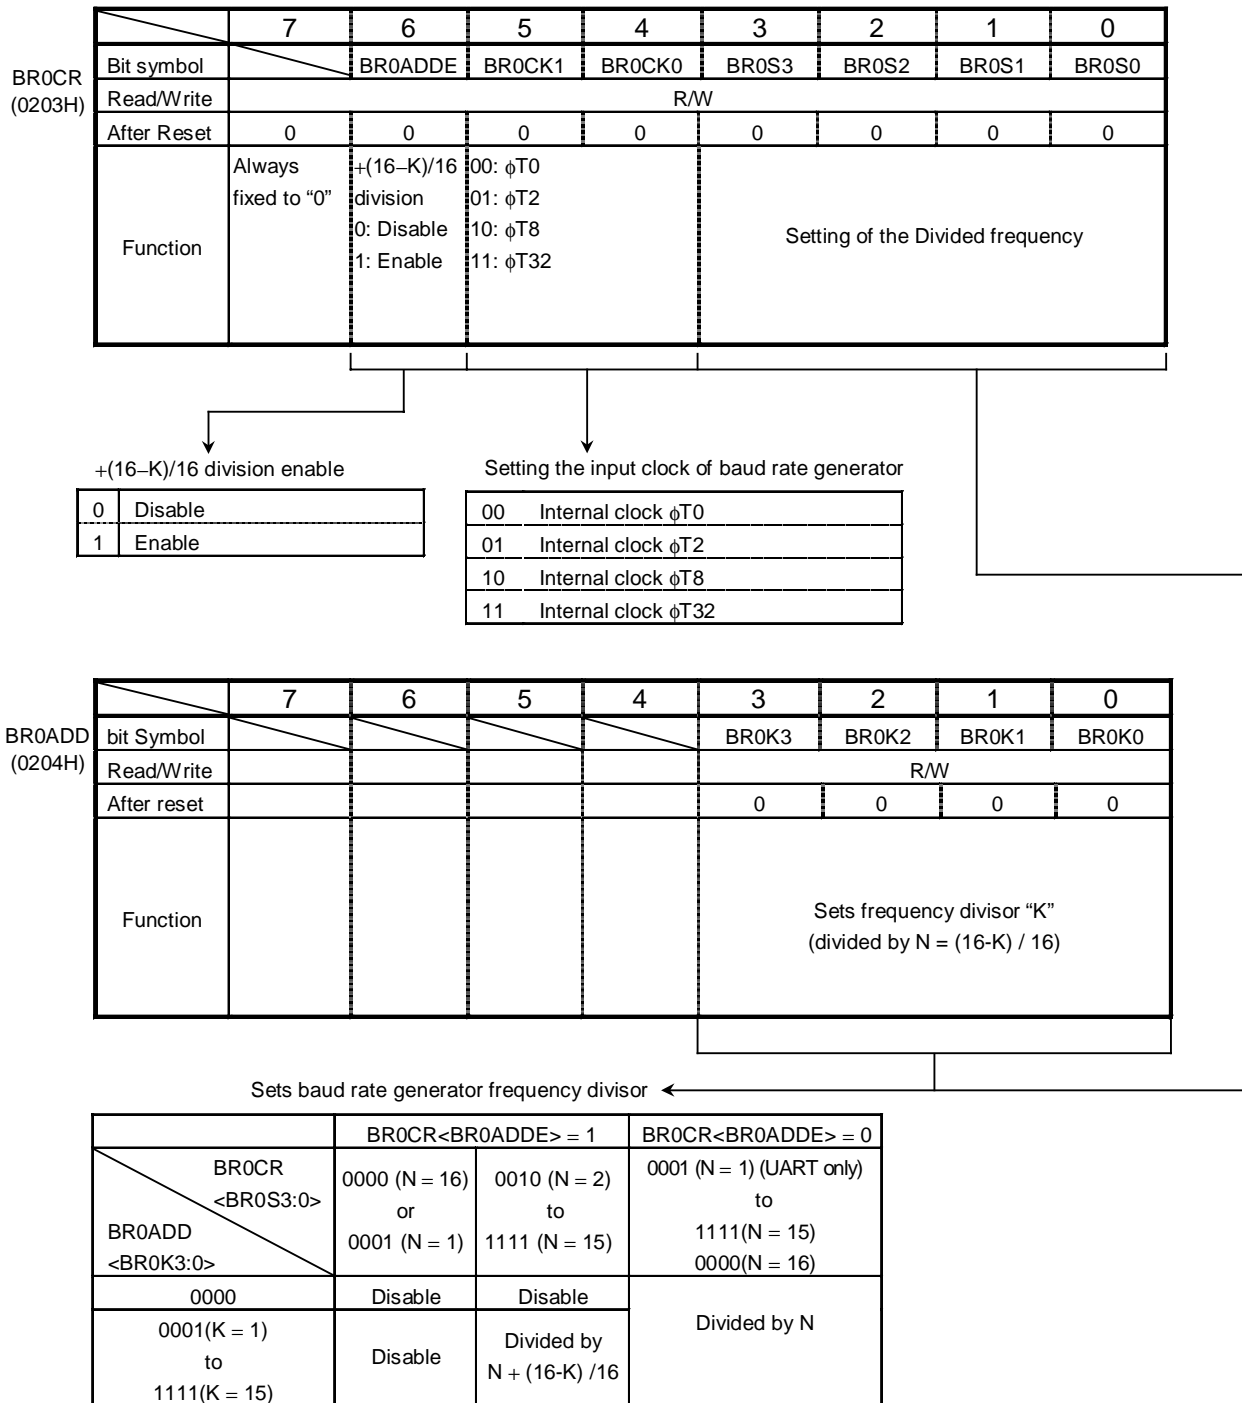 7 6 5 4 3 2 1 0
BR0CR
(0203H)
Bit symbol BR0ADDE BR0CK1 BR0CK0 BR0S3 BR0S2 BR0S1 BR0S0
Read/Write R/W
After Reset 0 0 0 0 0 0 0 0
Function
Always
fixed to “0”
+(16–K)/16
division
0: Disable
1: Enable
00: ϕT0
01: ϕT2
10: ϕT8
11: ϕT32
Setting of the Divided frequency
+(16–K)/16 division enable
0 Disable
1 Enable
Setting the input clock of baud rate generator
00 Internal clock ϕT0
01 Internal clock ϕT2
10 Internal clock ϕT8
11 Internal clock ϕT32
7 6 5 4 3 2 1 0
BR0ADD
(0204H)
bit Symbol BR0K3 BR0K2 BR0K1 BR0K0
Read/Write R/W
After reset 0 0 0 0
Function
Sets frequency divisor “K”
(divided by N = (16-K) / 16)
Sets baud rate generator frequency divisor
BR0CR<BR0ADDE> = 1 BR0CR<BR0ADDE> = 0
BR0CR
<BR0S3:0>
BR0ADD
<BR0K3:0>
0000 (N = 16)
or
0001 (N = 1)
0010 (N = 2)
to
1111 (N = 15)
0001 (N = 1) (UART only)
to
1111(N = 15)
0000(N = 16)
0000 Disable Disable
0001(K = 1)
to
1111(K = 15)
Disable
Divided by
N + (16-K) /16
Divided by N